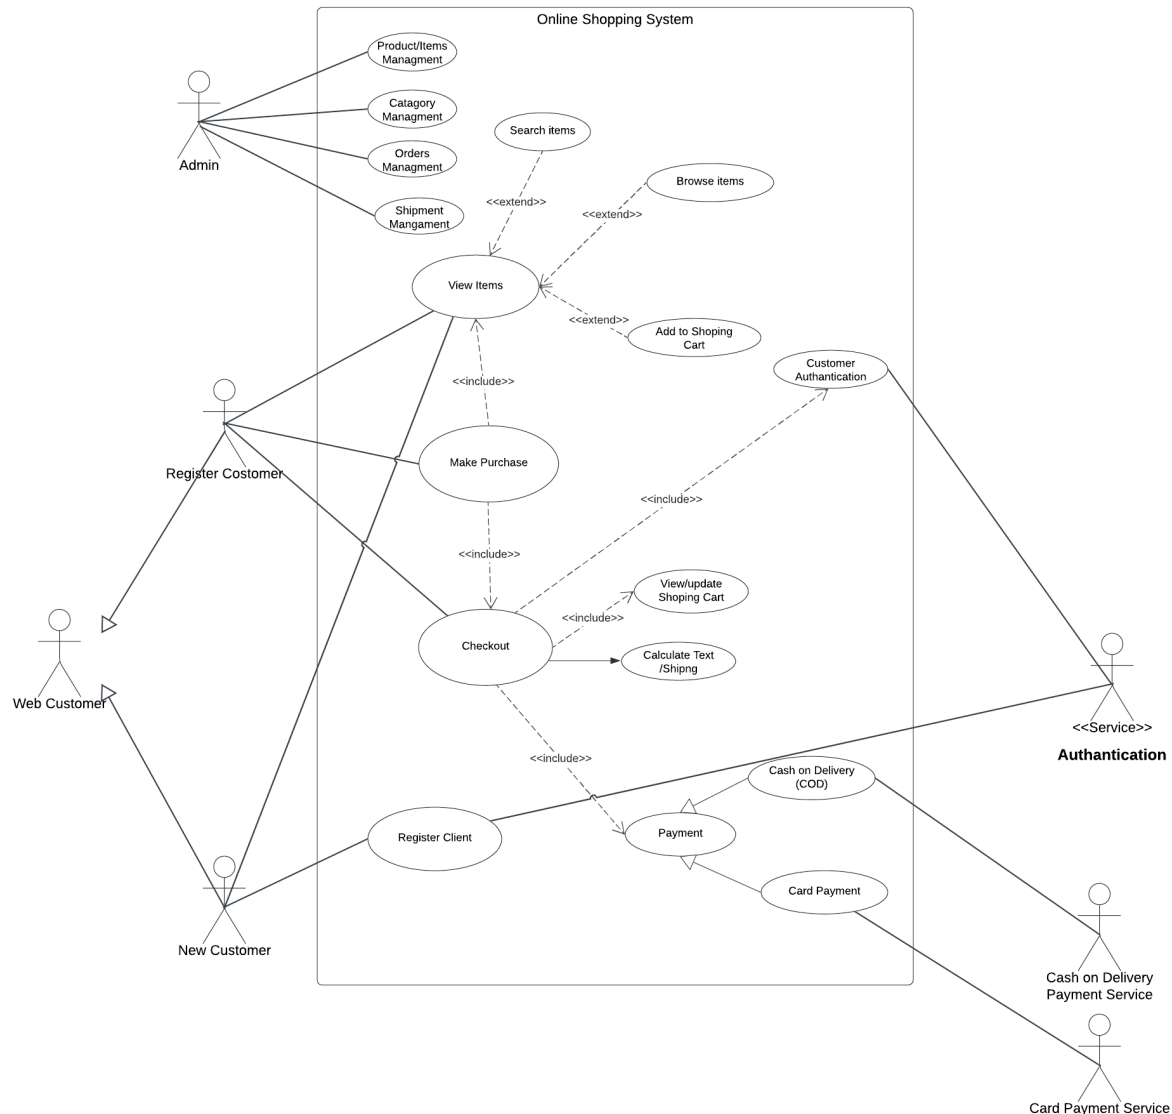 Online Shopping System
Product/Items
Managment
Catagory
Managment
Orders
Managment
Shipment
Mangament
Admin
Search items
Browse items
<<extend>>
<<extend>>
View Items
<<extend>>
Add to Shoping
Cart
Customer
Authantication
<<include>>
Register Costomer
Make Purchase
<<include>>
<<include>>
View/update
Shoping Cart
<<include>>
Checkout
Calculate Text
/Shipng
Web Customer
<<Service>>
Authantication
<<include>>
Cash on Delivery
(COD)
Register Client
Payment
Card Payment
New Customer
Cash on Delivery
Payment Service
Card Payment Service